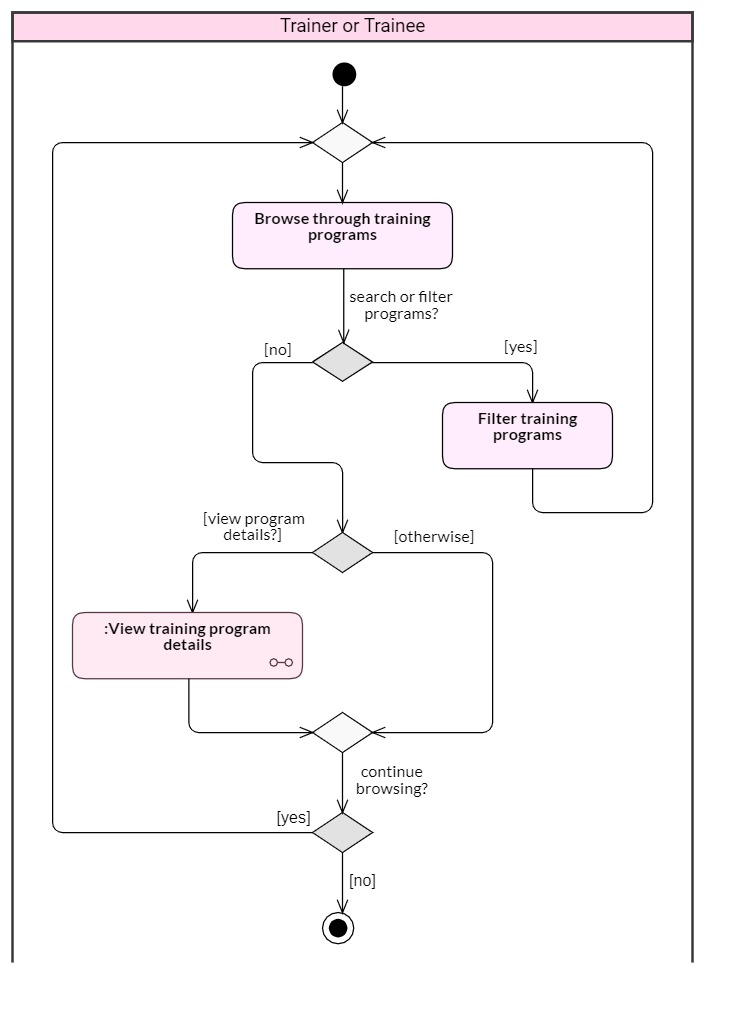 Trainer or Trainee
Browse through training
programs
search or filter
programs?
[no]
[yes]
Filter training
programs
[view program
details?]
[otherwise]
:View training program
details
continue
browsing?
[yes]
[no]